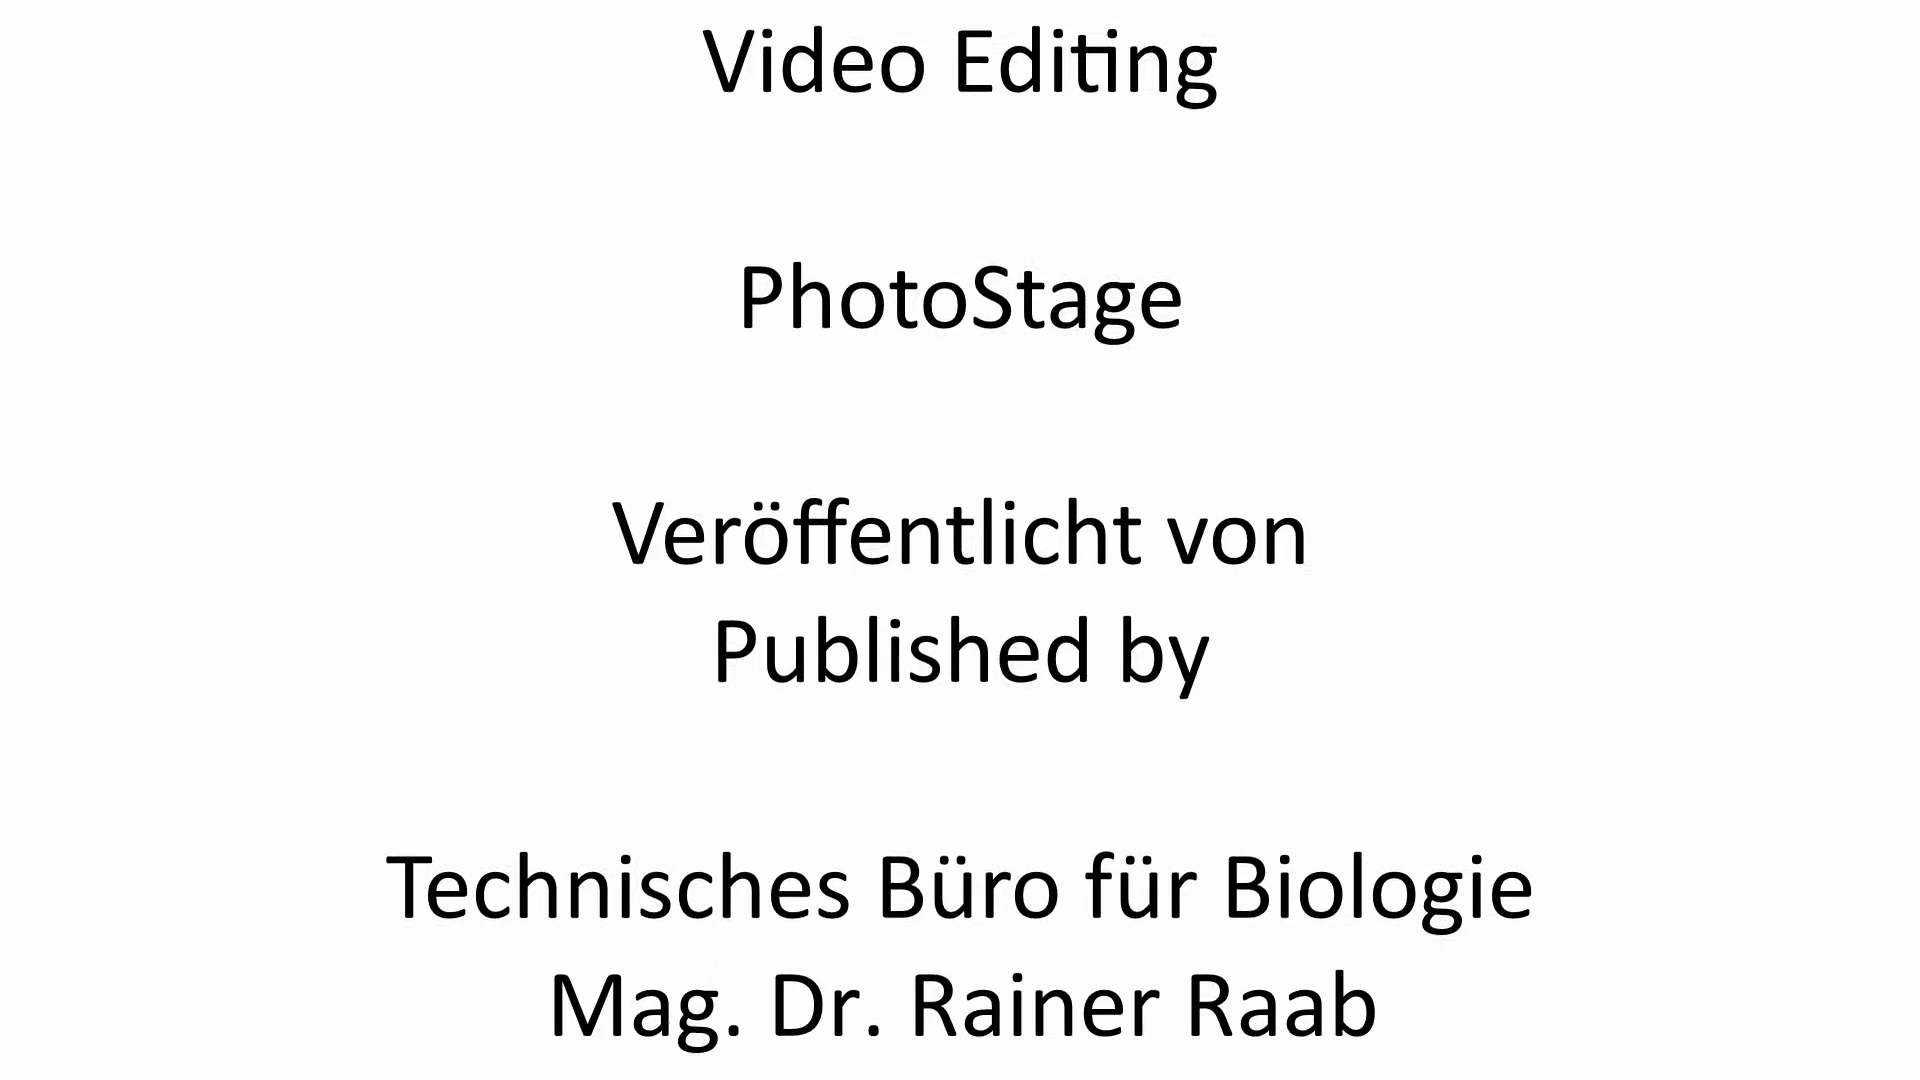 Video Editing
PhotoStage
Veröffentlicht von
Published by
Technisches Büro für Biologie
Mag. Dr. Rainer Raab